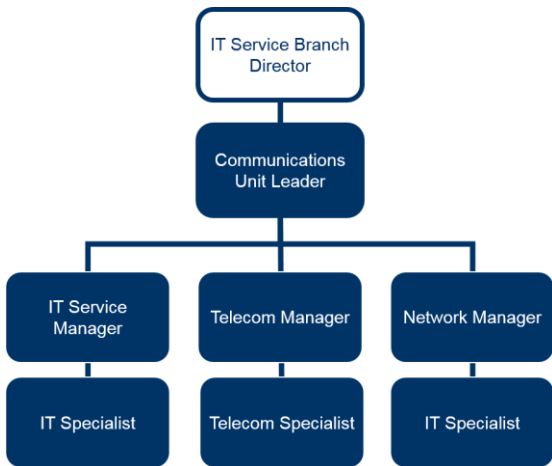 IT Service Branch
Director
Communications
Unit Leader
IT Service
Manager
Telecom Manager
Network Manager
IT Specialist
Telecom Specialist
IT Specialist